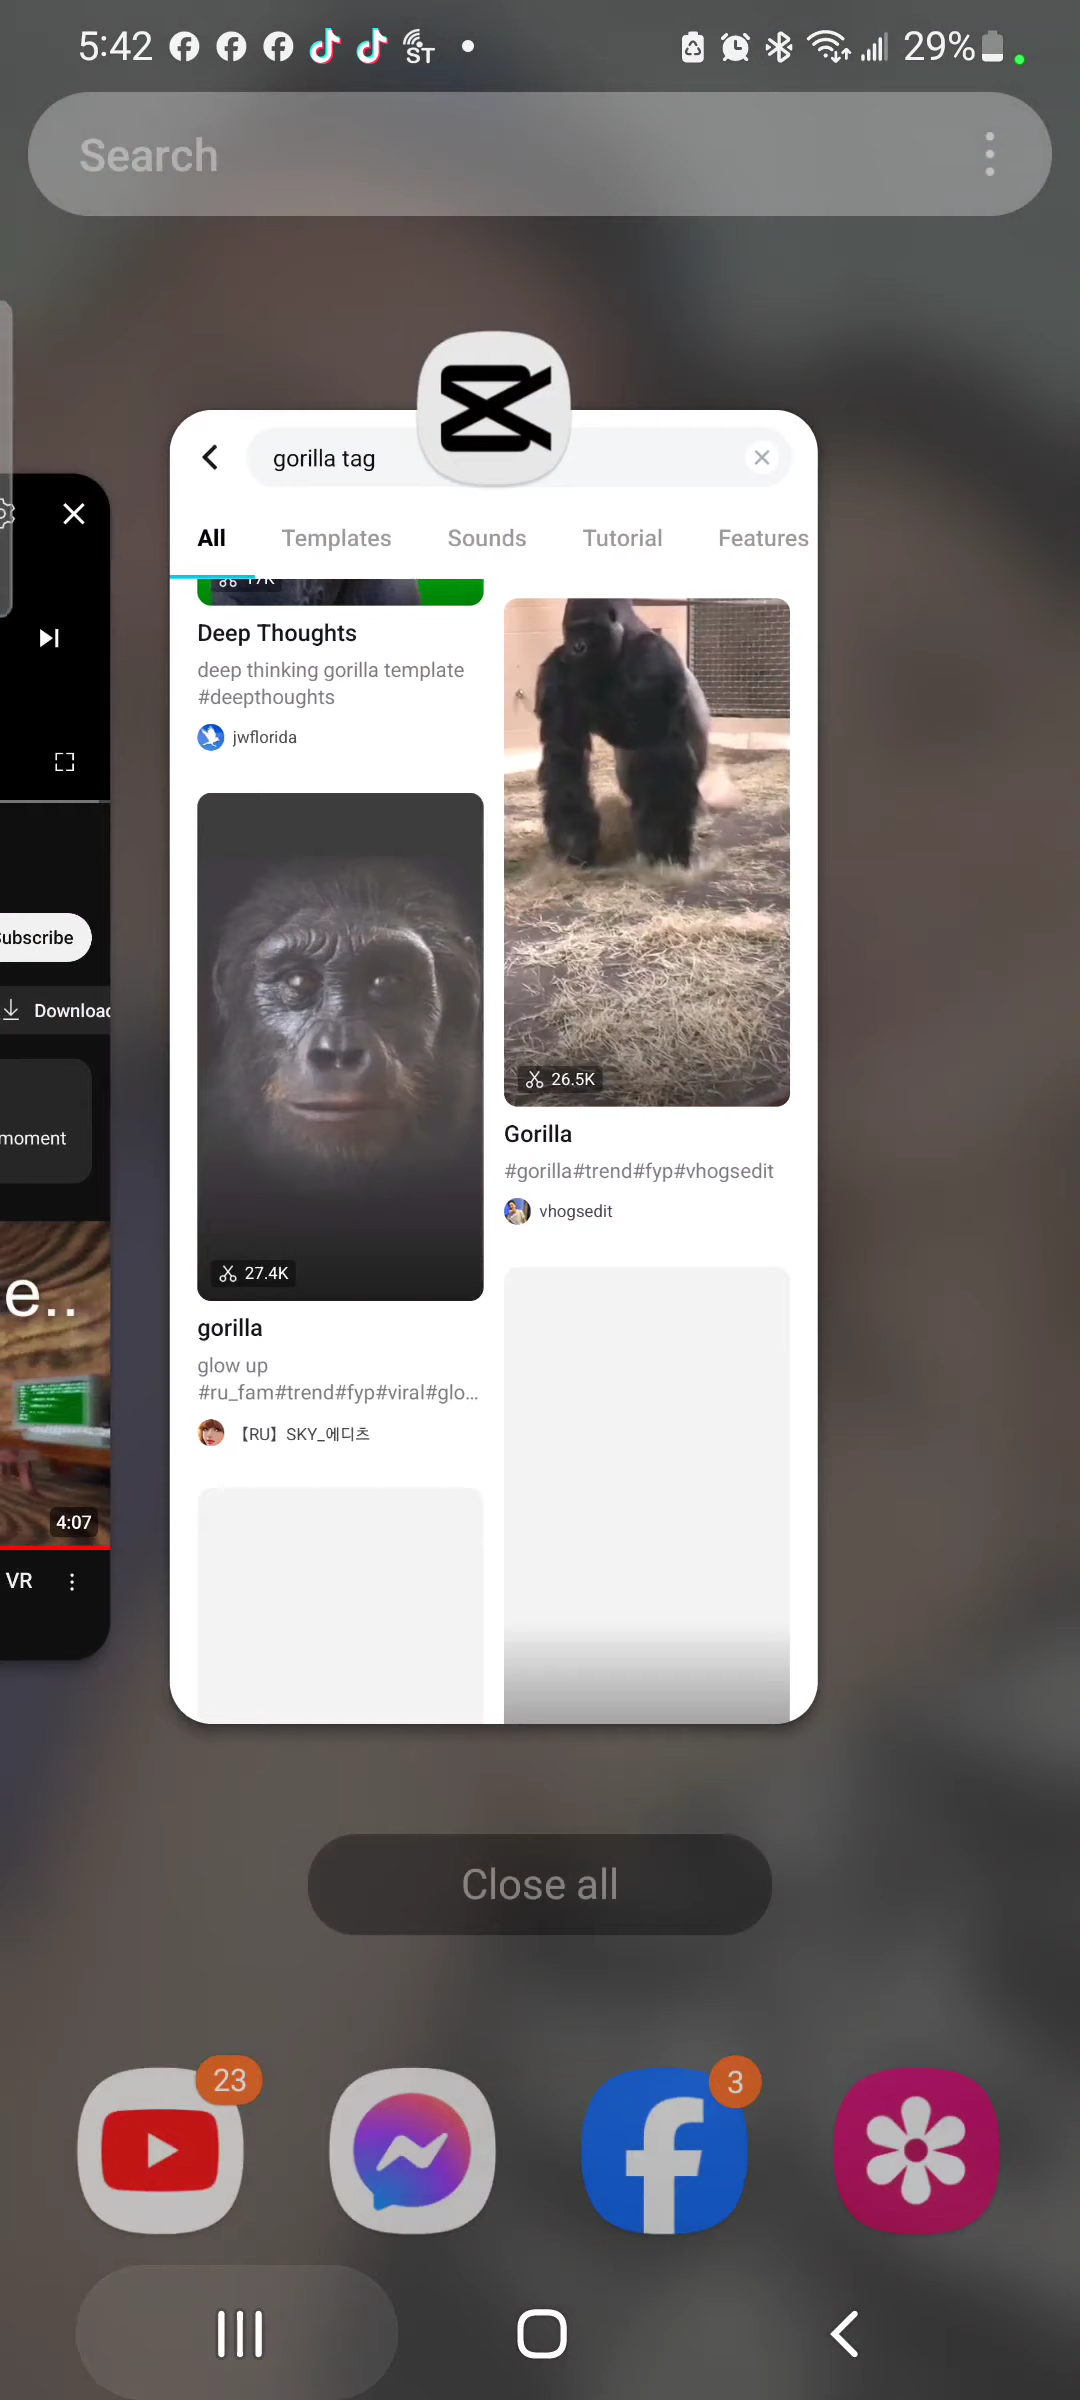 5:42
ST
29%
Search
gorilla tag
All Templates Sounds Tutorial Features
17K
Deep Thoughts
deep thinking gorilla template
#deepthoughts
jwflorida
27.4K
gorilla
glow up
#ru_fam#trend#fyp#viral#glo...
【RU】SKY_에디츠
26.5K
Gorilla
#gorilla#trend#fyp#vhogsedit
vhogsedit
moment
e..
4:07
VR
Close all
23
3